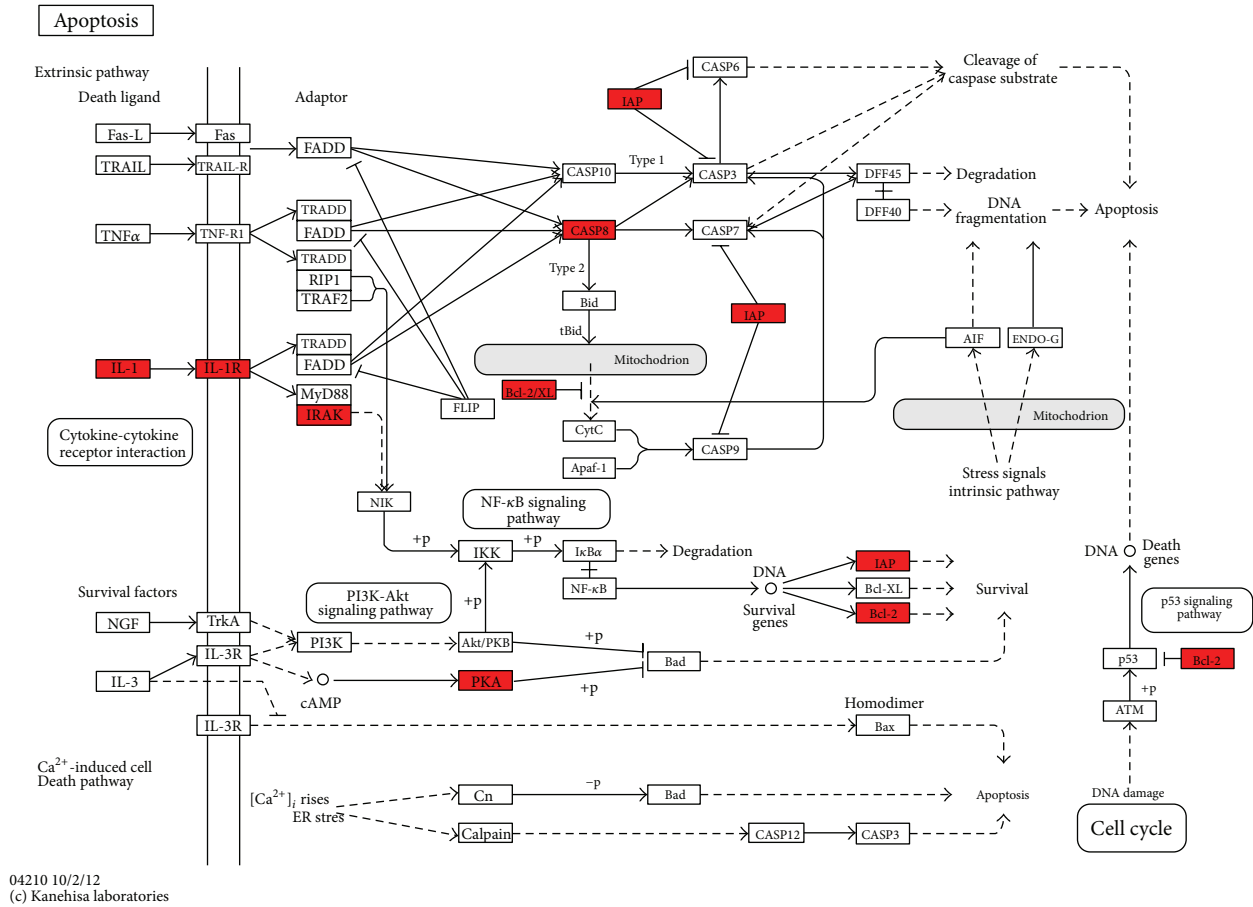 Apoptosis
Extrinsic pathway
Death ligand
Adaptor
Fas-L
Fas
FADD
TRAIL
TRAIL-R
TNFα
TNF-R1
TRADD
FADD
TRADD
RIP1
TRAF2
IL-1
IL-1R
TRADD
FADD
MyD88
IRAK
FLIP
Cytokine-cytokine
receptor interaction
CASP6
IAP
CASP10
Type 1
CASP3
CASP8
CASP7
Type 2
Bid
tBid
IAP
Mitochodrion
Bcl-2/XL
CytC
Apaf-1
CASP9
Cleavage of
caspase substrate
DFF45
Degradation
DFF40
DNA
fragmentation
Apoptosis
AIF
ENDO-G
Mitochodrion
Stress signals
intrinsic pathway
NIK
NF-κB signaling
pathway
+p
IKK
+p
IκBα
Degradation
NF-κB
DNA
Survival
genes
IAP
Bcl-XL
Bcl-2
Survival
DNA
Death
genes
p53 signaling
pathway
p53
Bcl-2
+p
ATM
DNA damage
Cell cycle
Survival factors
PI3K-Akt
signaling pathway
+p
NGF
TrkA
PI3K
Akt/PKB
+p
Bad
IL-3R
IL-3
cAMP
PKA
+p
IL-3R
Homodimer
Bax
Ca2+-induced cell
Death pathway
[Ca2+]i rises
ER stres
Cn
−p
Bad
Apoptosis
Calpain
CASP12
CASP3
04210 10/2/12
(c) Kanehisa laboratories